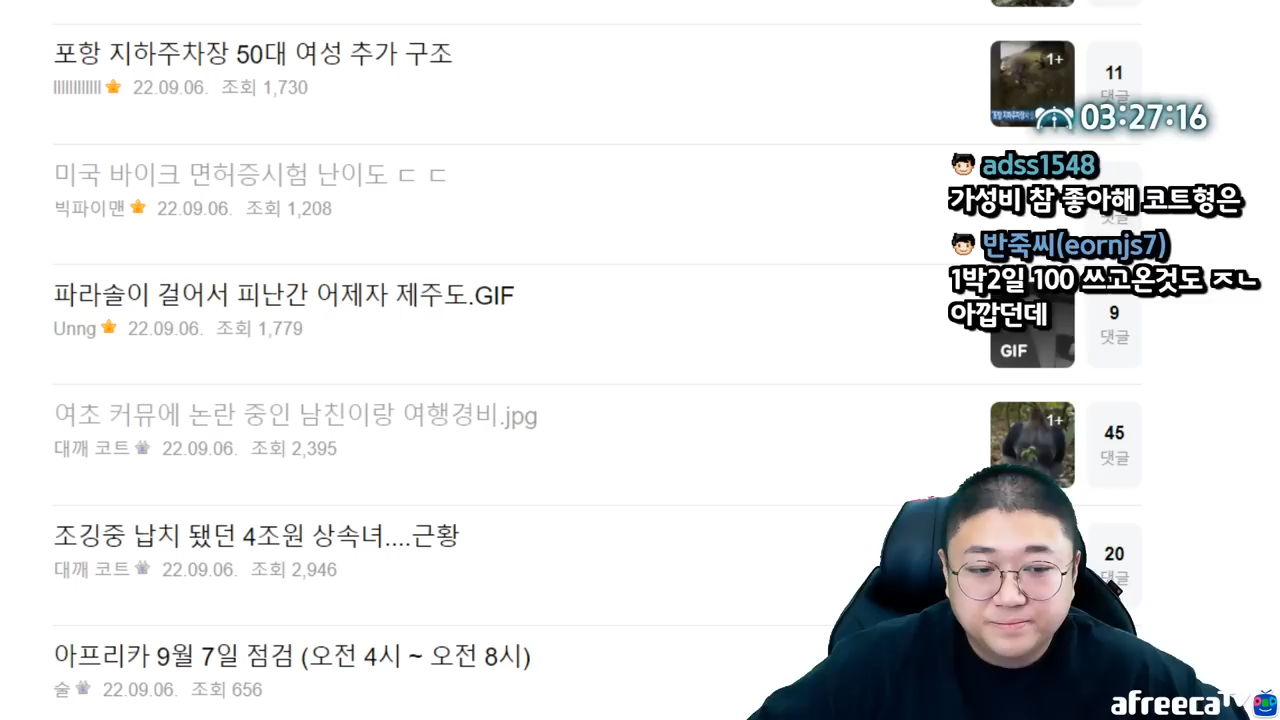 포항 지하주차장 50대 여성 추가 구조
llllllllllll 22.09.06. 조회 1,730
1+
11
댓글
03:27:16
미국 바이크 면허증시험 난이도 ㄷ ㄷ
빅파이맨 22.09.06. 조회 1,208
adss1548
가성비 참 좋아해 코트형은
반죽씨(eornjs7)
1박2일 100 쓰고온것도 ㅈㄴ
아깝던데
파라솔이 걸어서 피난간 어제자 제주도.GIF
Unng 22.09.06. 조회 1,779
GIF
9
댓글
여초 커뮤에 논란 중인 남친이랑 여행경비.jpg
대깨 코트 22.09.06. 조회 2,395
1+
45
댓글
조깅중 납치 됐던 4조원 상속녀....근황
대깨 코트 22.09.06. 조회 2,946
20
댓글
아프리카 9월 7일 점검 (오전 4시 ~ 오전 8시)
술 22.09.06. 조회 656
afreecaTV